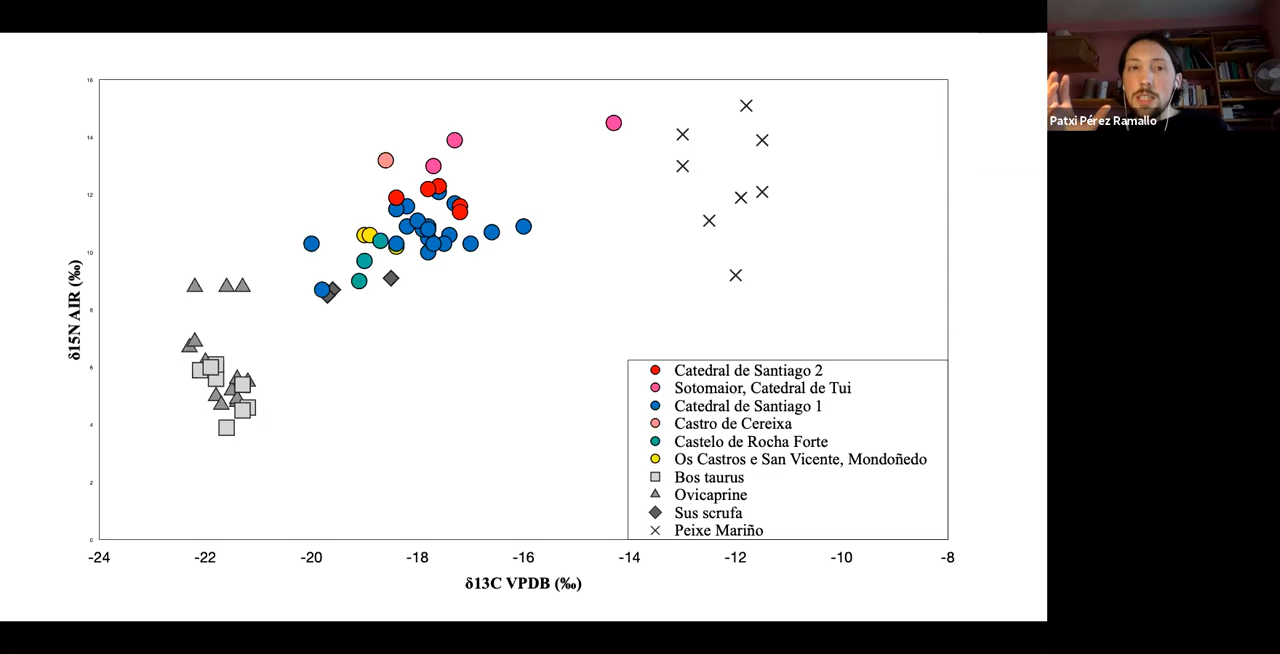 Patxi Pérez Ramallo
16
14
12
10
8
6
4
2
0
δ15N AIR (‰)
-24 -22 -20 -18 -16 -14 -12 -10 -8
δ13C VPDB (‰)
Catedral de Santiago 2
Sotomaior, Catedral de Tui
Catedral de Santiago 1
Castro de Cereixa
Castelo de Rocha Forte
Os Castros e San Vicente, Mondoñedo
Bos taurus
Ovicaprine
Sus scrufa
Peixe Mariño